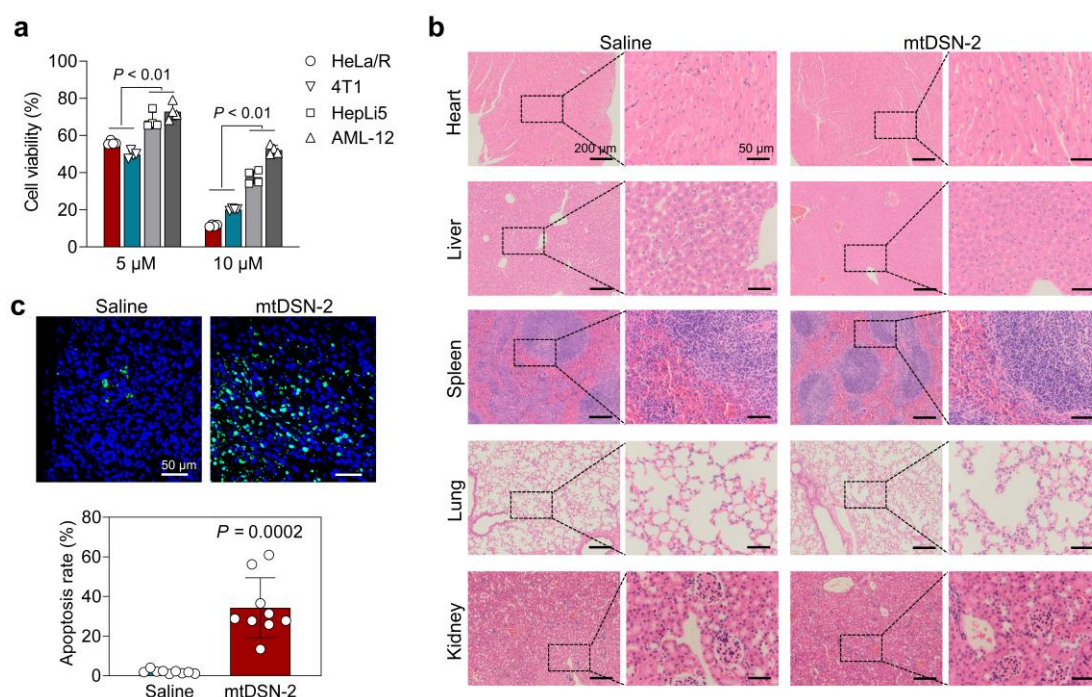 a
Cell viability (%)
100
80
60
40
20
0
P < 0.01
P < 0.01
5 µM
10 µM
HeLa/R
4T1
HepLi5
AML-12
b
Saline
mtDSN-2
Heart
200 µm
50 µm
Liver
Spleen
Lung
Kidney
c
Saline
mtDSN-2
50 µm
Apoptosis rate (%)
80
60
40
20
0
P = 0.0002
Saline
mtDSN-2